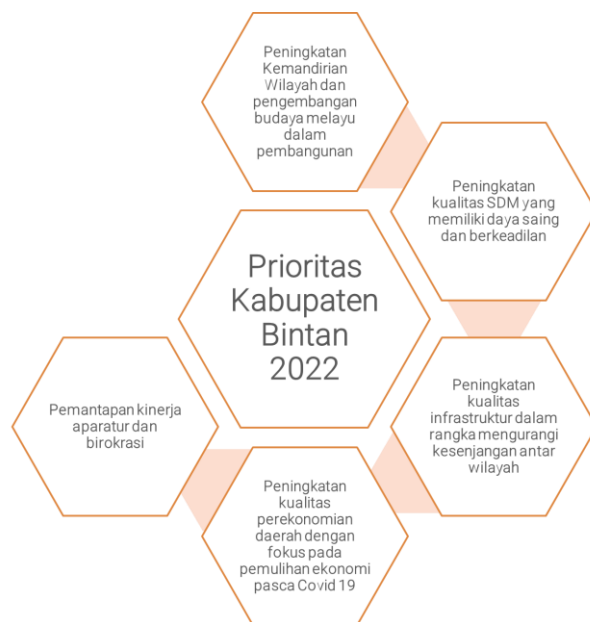 Peningkatan
Kemandirian
Wilayah dan
pengembangan
budaya melayu
dalam
pembangunan
Peningkatan
kualitas SDM yang
memiliki daya saing
dan berkeadilan
Prioritas
Kabupaten
Bintan
2022
Peningkatan
kualitas
infrastruktur dalam
rangka mengurangi
kesenjangan antar
wilayah
Peningkatan
kualitas
perekonomian
daerah dengan
fokus pada
pemulihan ekonomi
pasca Covid 19
Pemantapan kinerja
aparatur dan
birokrasi